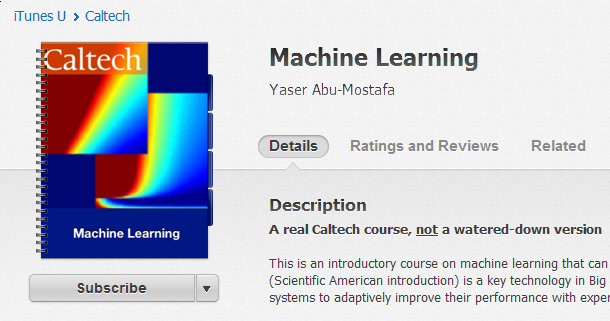 iTunes U > Caltech
Caltech
Machine Learning
Machine Learning
Yaser Abu-Mostafa
Details
Ratings and Reviews
Related
Description
A real Caltech course, not a watered-down version
This is an introductory course on machine learning that can
(Scientific American introduction) is a key technology in Big
systems to adaptively improve their performance with exper
Subscribe